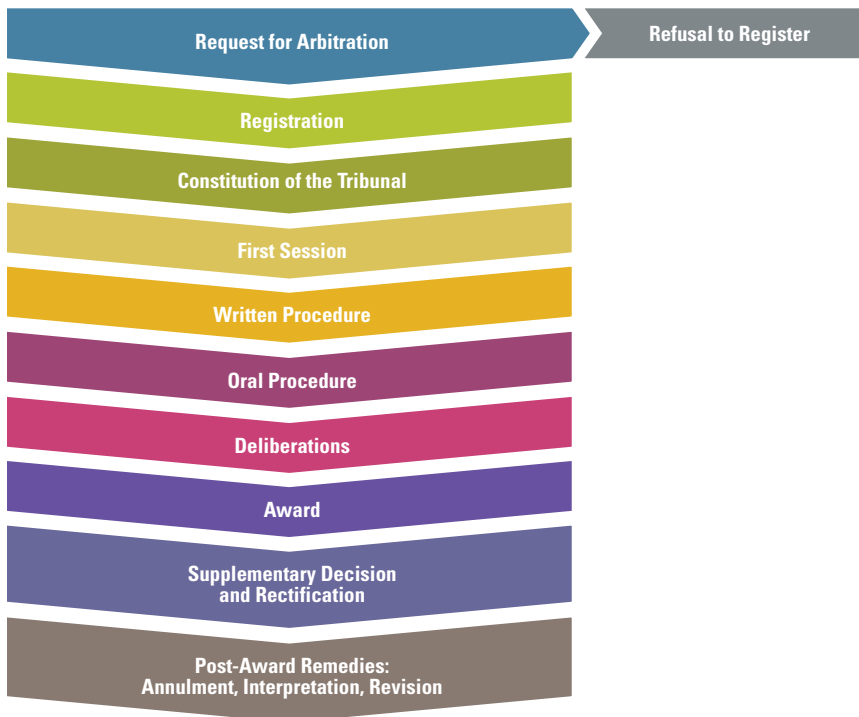 Request for Arbitration
Refusal to Register
Registration
Constitution of the Tribunal
First Session
Written Procedure
Oral Procedure
Deliberations
Award
Supplementary Decision
and Rectification
Post-Award Remedies:
Annulment, Interpretation, Revision